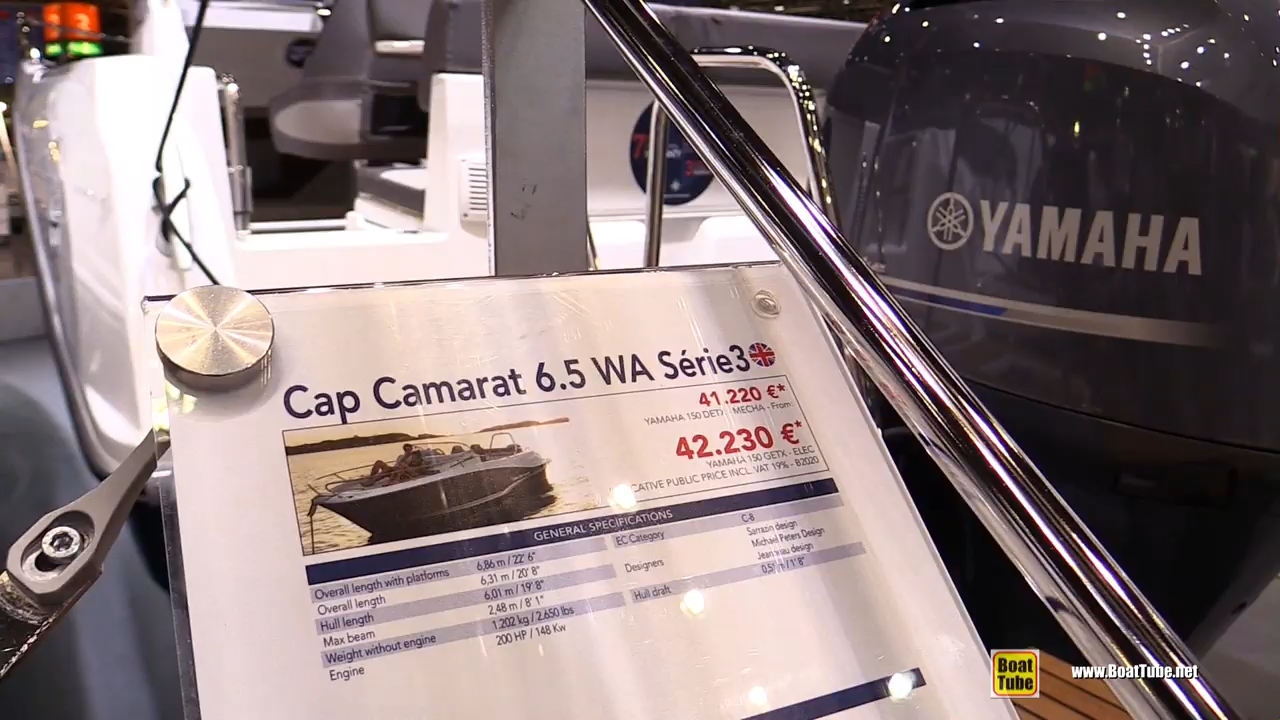 YAMAHA
Cap Camarat 6.5 WA Série3
41.220 €*
YAMAHA 150 DETX - MECHA - From:
42.230 €*
YAMAHA 150 GETX - ELEC
PRICE INCL. VAT 19% - B2020
GENERAL SPECIFICATIONS
Overall length with platforms 6,86 m / 22' 6"
Overall length 6,31 m / 20' 8"
Hull length 6,01 m / 19' 8"
Max beam 2,48 m / 8' 1"
Weight without engine 1.202 kg / 2.650 lbs
Engine 200 HP / 148 Kw
EC Category C-8
Designers Sarrazin design
Michael Peters Design
Jeanneau design
Hull draft
Boat
Tube
www.BoatTube.net